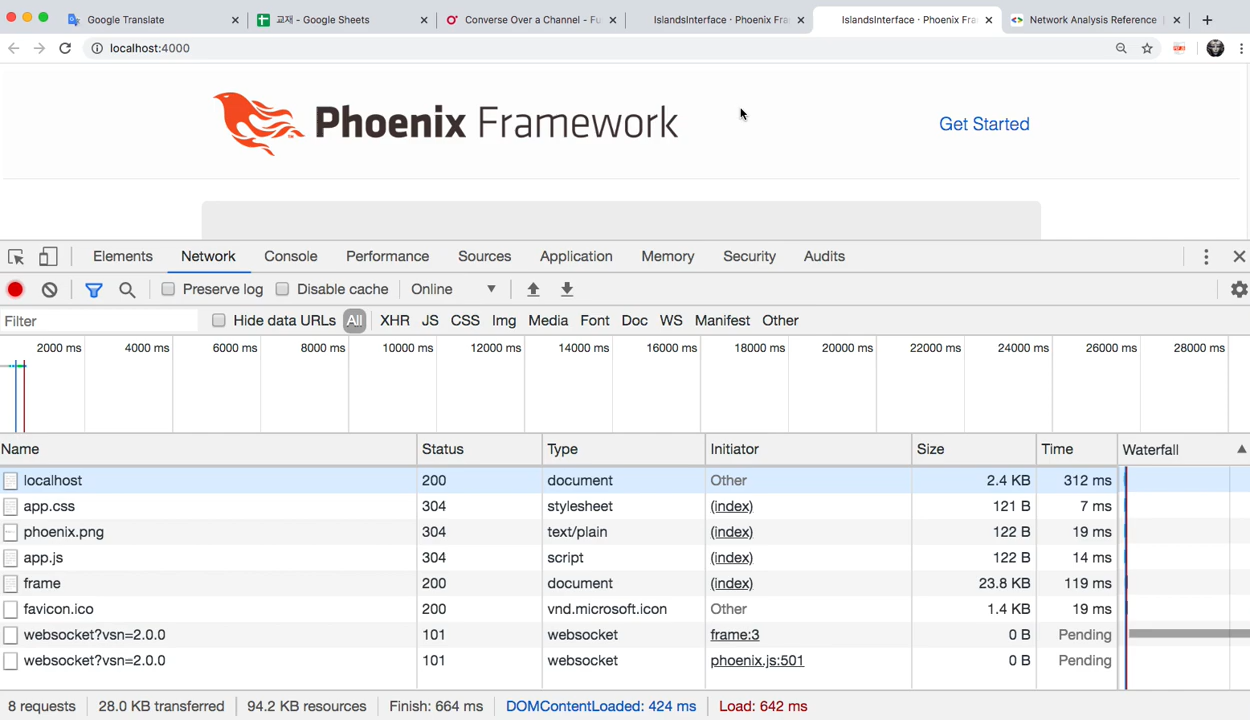 Google Translate
교재 - Google Sheets
Converse Over a Channel - Fu
IslandsInterface · Phoenix Fra
IslandsInterface · Phoenix Fra
Network Analysis Reference
localhost:4000
Phoenix Framework
Get Started
Elements Network Console Performance Sources Application Memory Security Audits
Preserve log Disable cache Online
Filter Hide data URLs All XHR JS CSS Img Media Font Doc WS Manifest Other
2000 ms 4000 ms 6000 ms 8000 ms 10000 ms 12000 ms 14000 ms 16000 ms 18000 ms 20000 ms 22000 ms 24000 ms 26000 ms 28000 ms
Name Status Type Initiator Size Time Waterfall
localhost 200 document Other 2.4 KB 312 ms
app.css 304 stylesheet (index) 121 B 7 ms
phoenix.png 304 text/plain (index) 122 B 19 ms
app.js 304 script (index) 122 B 14 ms
frame 200 document (index) 23.8 KB 119 ms
favicon.ico 200 vnd.microsoft.icon Other 1.4 KB 19 ms
websocket?vsn=2.0.0 101 websocket frame:3 0 B Pending
websocket?vsn=2.0.0 101 websocket phoenix.js:501 0 B Pending
8 requests 28.0 KB transferred 94.2 KB resources Finish: 664 ms DOMContentLoaded: 424 ms Load: 642 ms